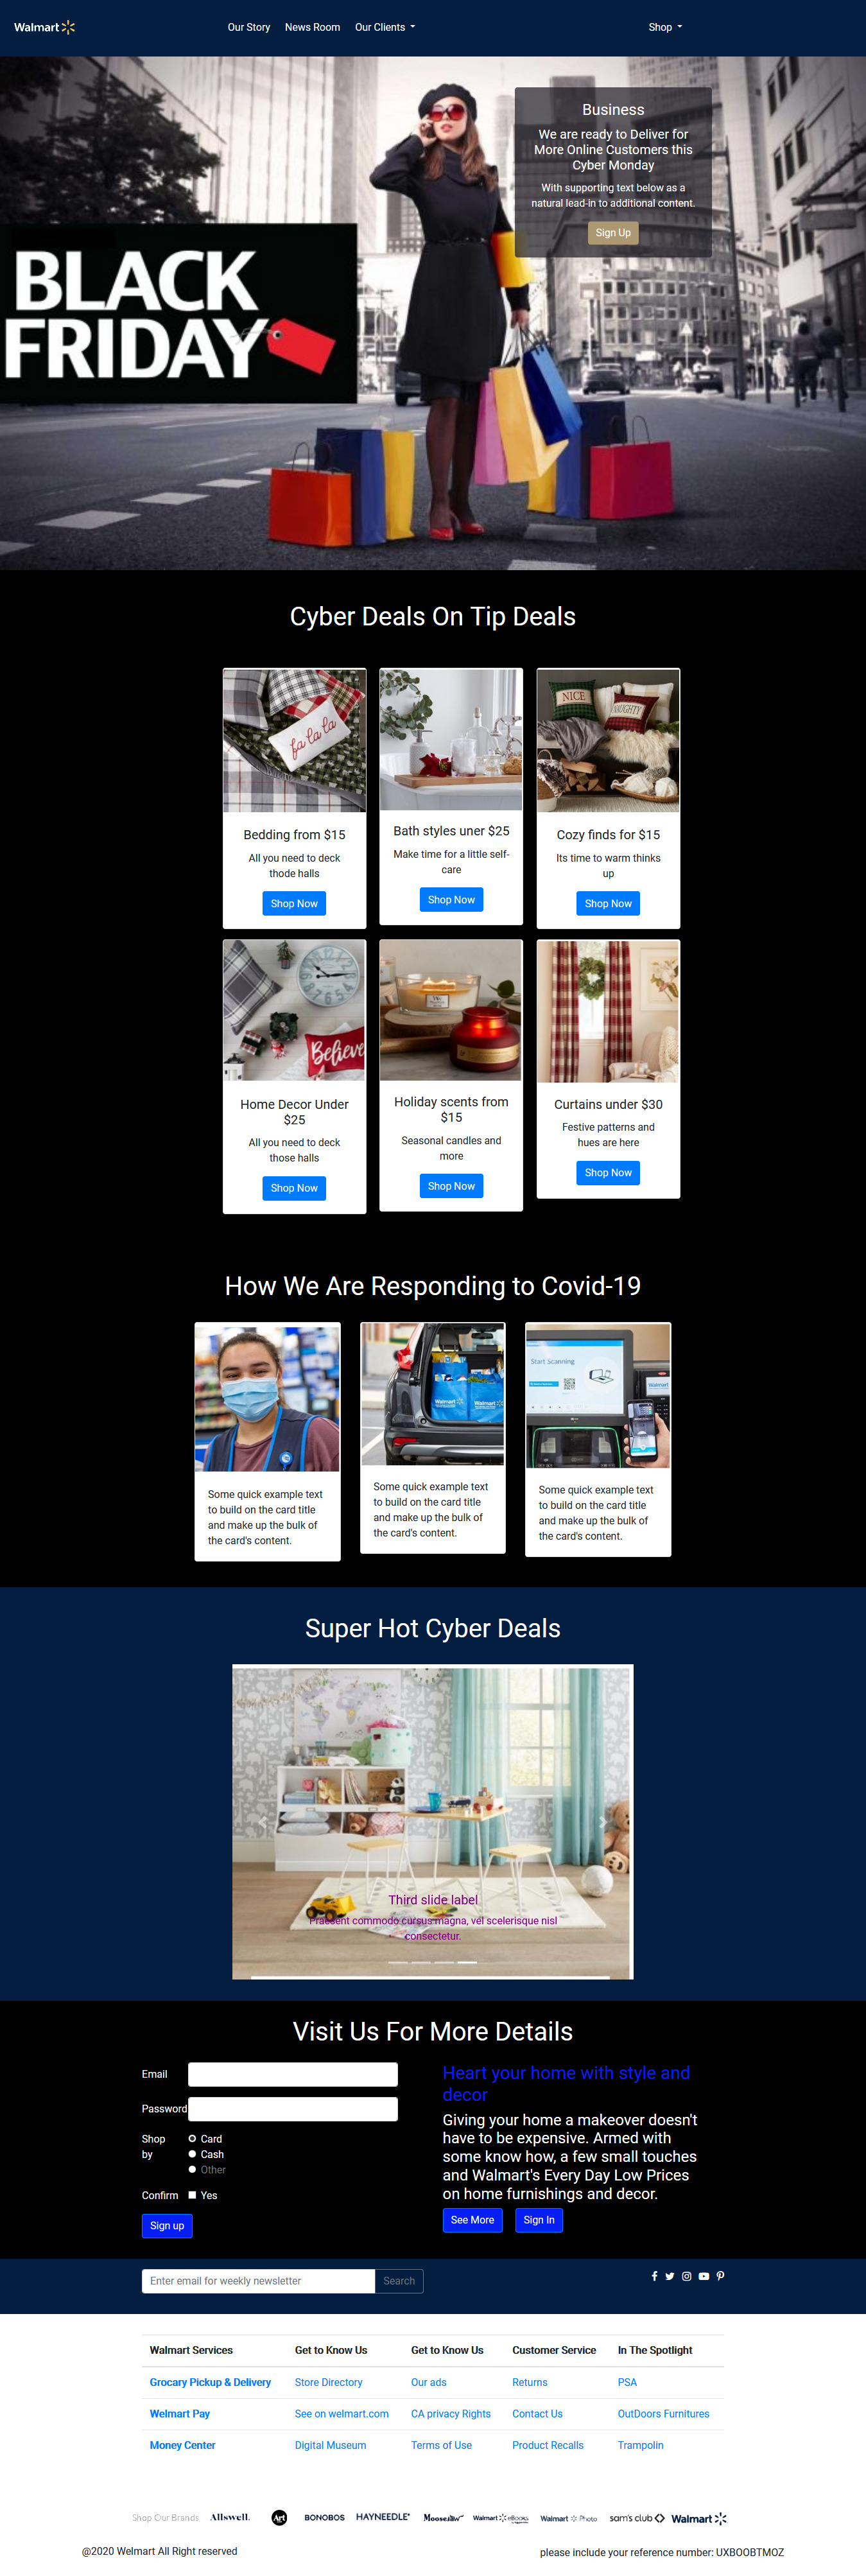 Walmart
Our Story
News Room
Our Clients
Shop
Business
We are ready to Deliver for
More Online Customers this
Cyber Monday
With supporting text below as a
natural lead-in to additional content.
Sign Up
BLACK
FRIDAY
Cyber Deals On Tip Deals
fa la la
NICE
NAUGHTY
Bedding from $15
All you need to deck
thode halls
Shop Now
Bath styles uner $25
Make time for a little self-
care
Shop Now
Cozy finds for $15
Its time to warm thinks
up
Shop Now
Believe
Home Decor Under
$25
All you need to deck
those halls
Shop Now
Holiday scents from
$15
Seasonal candles and
more
Shop Now
Curtains under $30
Festive patterns and
hues are here
Shop Now
How We Are Responding to Covid-19
Walmart
Walmart
Start Scanning
Walmart
Some quick example text
to build on the card title
and make up the bulk of
the card's content.
Some quick example text
to build on the card title
and make up the bulk of
the card's content.
Some quick example text
to build on the card title
and make up the bulk of
the card's content.
Super Hot Cyber Deals
Third slide label
Praesent commodo cursus magna, vel scelerisque nisl
consectetur.
Visit Us For More Details
Email
Password
Shop
by
Card
Cash
Other
Confirm
Yes
Sign up
Heart your home with style and
decor
Giving your home a makeover doesn't
have to be expensive. Armed with
some know how, a few small touches
and Walmart's Every Day Low Prices
on home furnishings and decor.
See More
Sign In
Enter email for weekly newsletter
Search
Walmart Services Get to Know Us Get to Know Us Customer Service In The Spotlight
Grocary Pickup & Delivery Store Directory Our ads Returns PSA
Welmart Pay See on welmart.com CA privacy Rights Contact Us OutDoors Furnitures
Money Center Digital Museum Terms of Use Product Recalls Trampolin
Shop Our Brands Allswell Art BONOBOS HAYNEEDLE Moosejaw Walmart eBooks Walmart Photo sam's club Walmart
@2020 Welmart All Right reserved
please include your reference number: UXBOOBTMOZ